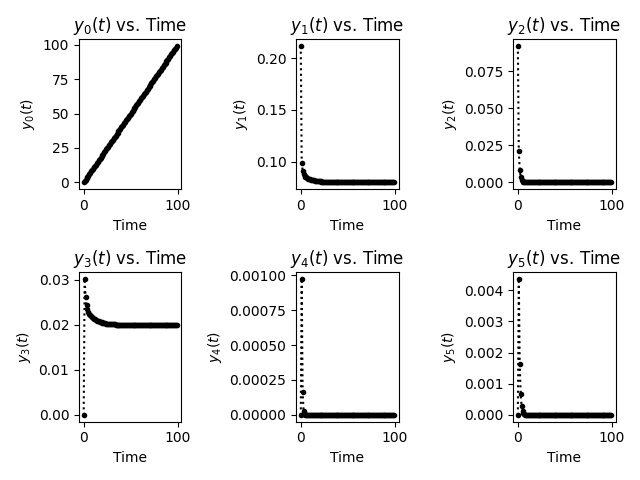 y₀(t) vs. Time
y₁(t) vs. Time
y₂(t) vs. Time
100
75
50
25
0
y₀(t)
0 100
Time
0.20
0.15
0.10
y₁(t)
0 100
Time
0.075
0.050
0.025
0.000
y₂(t)
0 100
Time
y₃(t) vs. Time
y₄(t) vs. Time
y₅(t) vs. Time
0.03
0.02
0.01
0.00
y₃(t)
0 100
Time
0.00100
0.00075
0.00050
0.00025
0.00000
y₄(t)
0 100
Time
0.004
0.003
0.002
0.001
0.000
y₅(t)
0 100
Time